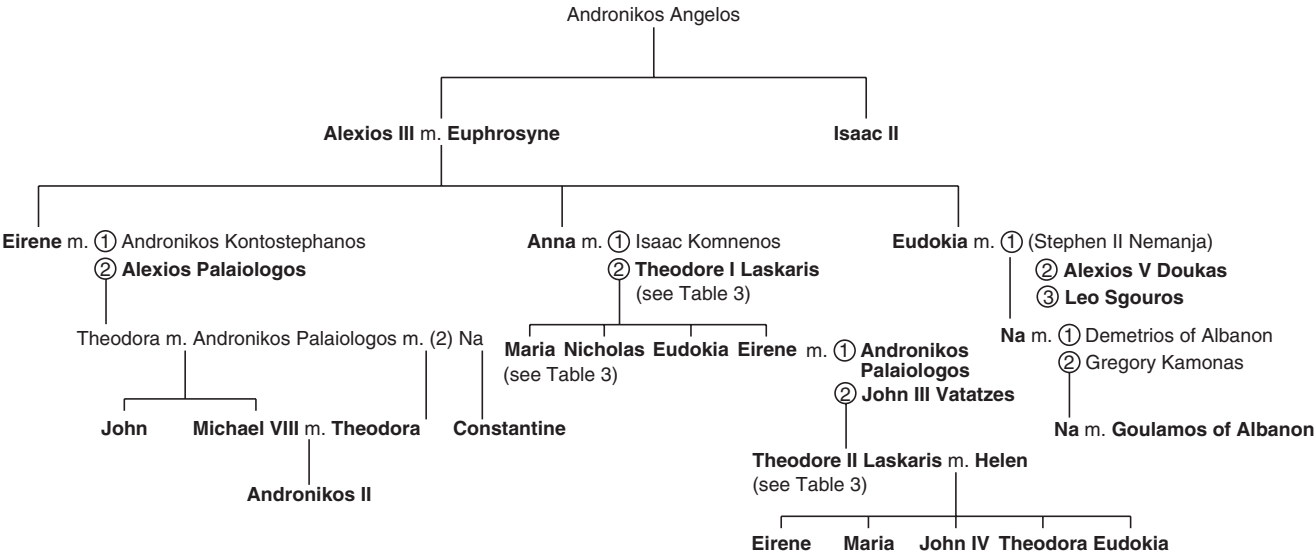 Andronikos Angelos
Alexios III m. Euphrosyne
Isaac II
Eirene m. ① Andronikos Kontostephanos
② Alexios Palaiologos
Anna m. ① Isaac Komnenos
② Theodore I Laskaris
(see Table 3)
Eudokia m. ① (Stephen II Nemanja)
② Alexios V Doukas
③ Leo Sgouros
Theodora m. Andronikos Palaiologos m. (2) Na
Maria Nicholas Eudokia Eirene m. ① Andronikos
Palaiologos
(see Table 3)
② John III Vatatzes
Na m. ① Demetrios of Albanon
② Gregory Kamonas
John
Michael VIII m. Theodora
Constantine
Na m. Goulamos of Albanon
Andronikos II
Theodore II Laskaris m. Helen
(see Table 3)
Eirene Maria John IV Theodora Eudokia